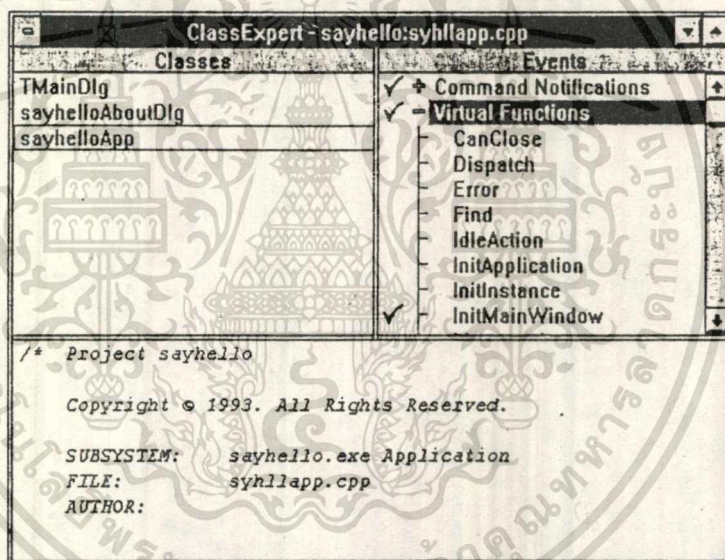 ClassExpert - sayhello:syhllapp.cpp
Classes
Events
TMainDlg
sayhelloAboutDlg
sayhelloApp
Command Notifications
Virtual Functions
CanClose
Dispatch
Error
Find
IdleAction
InitApplication
InitInstance
InitMainWindow
/* Project sayhello
Copyright © 1993. All Rights Reserved.
SUBSYSTEM: sayhello.exe Application
FILE: syhllapp.cpp
AUTHOR: